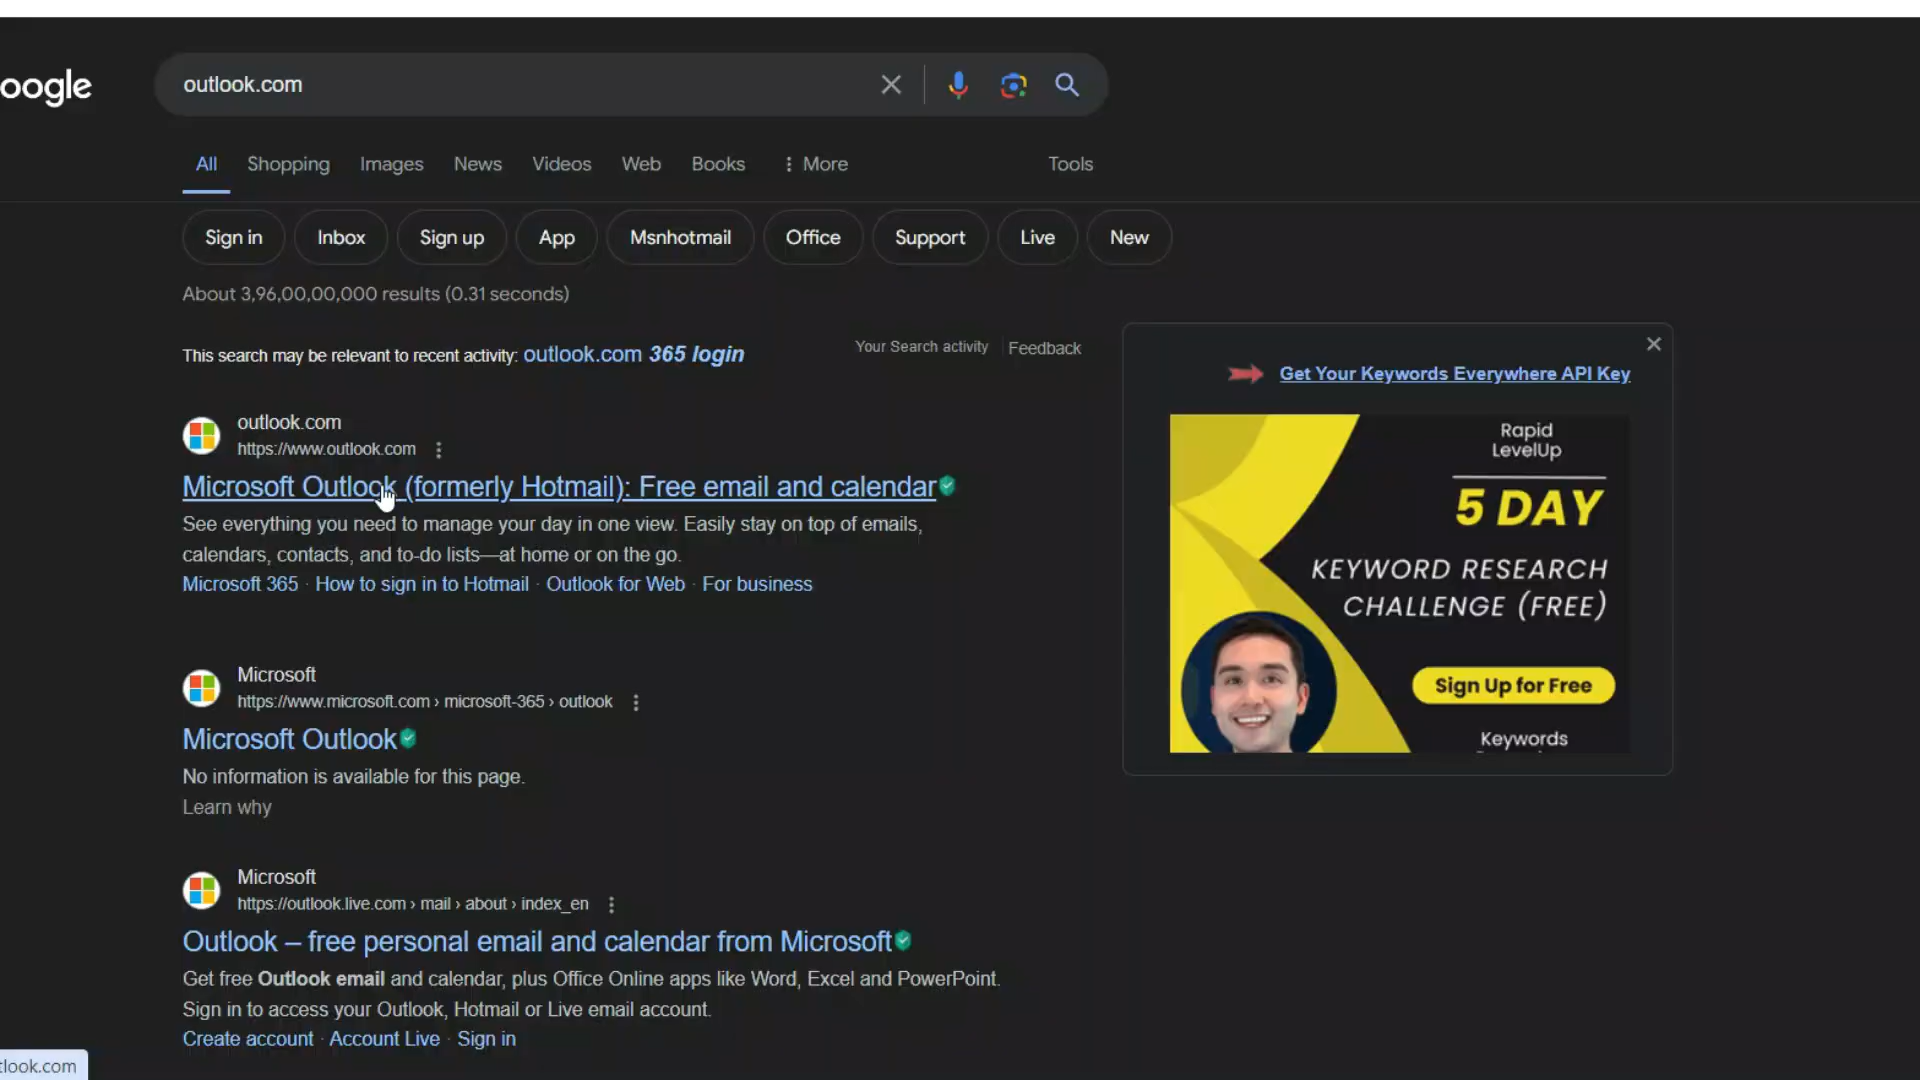 oogle
outlook.com
All Shopping Images News Videos Web Books More Tools
Sign in Inbox Sign up App Msnhotmail Office Support Live New
About 3,96,00,00,000 results (0.31 seconds)
This search may be relevant to recent activity: outlook.com 365 login
Your Search activity Feedback
outlook.com
https://www.outlook.com
Microsoft Outlook (formerly Hotmail): Free email and calendar
See everything you need to manage your day in one view. Easily stay on top of emails,
calendars, contacts, and to-do lists—at home or on the go.
Microsoft 365 · How to sign in to Hotmail · Outlook for Web · For business
Microsoft
https://www.microsoft.com › microsoft-365 › outlook
Microsoft Outlook
No information is available for this page.
Learn why
Microsoft
https://outlook.live.com › mail › about › index_en
Outlook – free personal email and calendar from Microsoft
Get free Outlook email and calendar, plus Office Online apps like Word, Excel and PowerPoint.
Sign in to access your Outlook, Hotmail or Live email account.
Create account · Account Live · Sign in
tlook.com
Get Your Keywords Everywhere API Key
Rapid
LevelUp
5 DAY
KEYWORD RESEARCH
CHALLENGE (FREE)
Sign Up for Free
Keywords